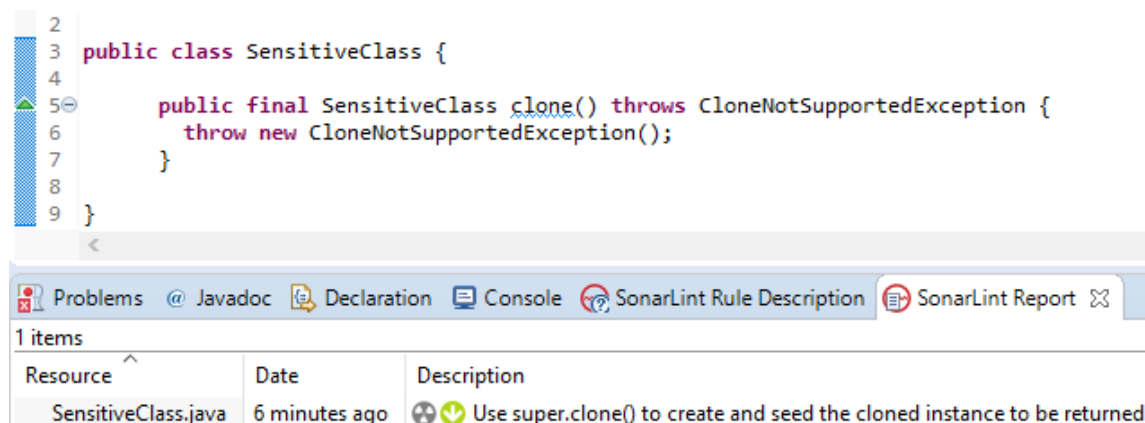 2
3 public class SensitiveClass {
4
5 public final SensitiveClass clone() throws CloneNotSupportedException {
6 throw new CloneNotSupportedException();
7 }
8
9 }
Problems @ Javadoc Declaration Console SonarLint Rule Description SonarLint Report
1 items
Resource Date Description
SensitiveClass.java 6 minutes ago Use super.clone() to create and seed the cloned instance to be returned